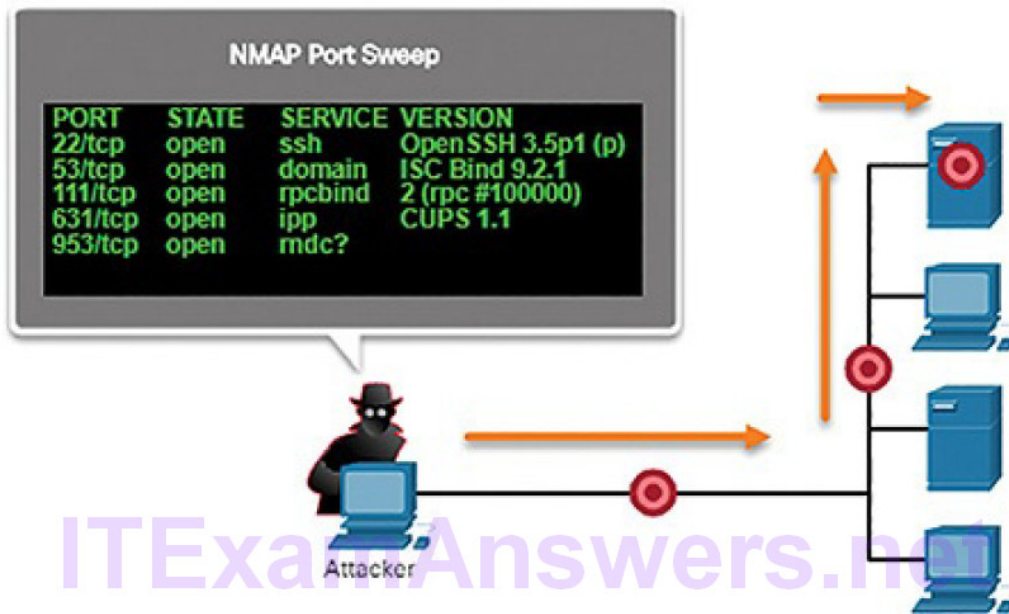 NMAP Port Sweep
PORT STATE SERVICE VERSION
22/tcp open ssh OpenSSH 3.5p1 (p)
53/tcp open domain ISC Bind 9.2.1
111/tcp open rpcbind 2 (rpc #100000)
631/tcp open ipp CUPS 1.1
953/tcp open rndc?
Attacker
ITExamAnswers.net